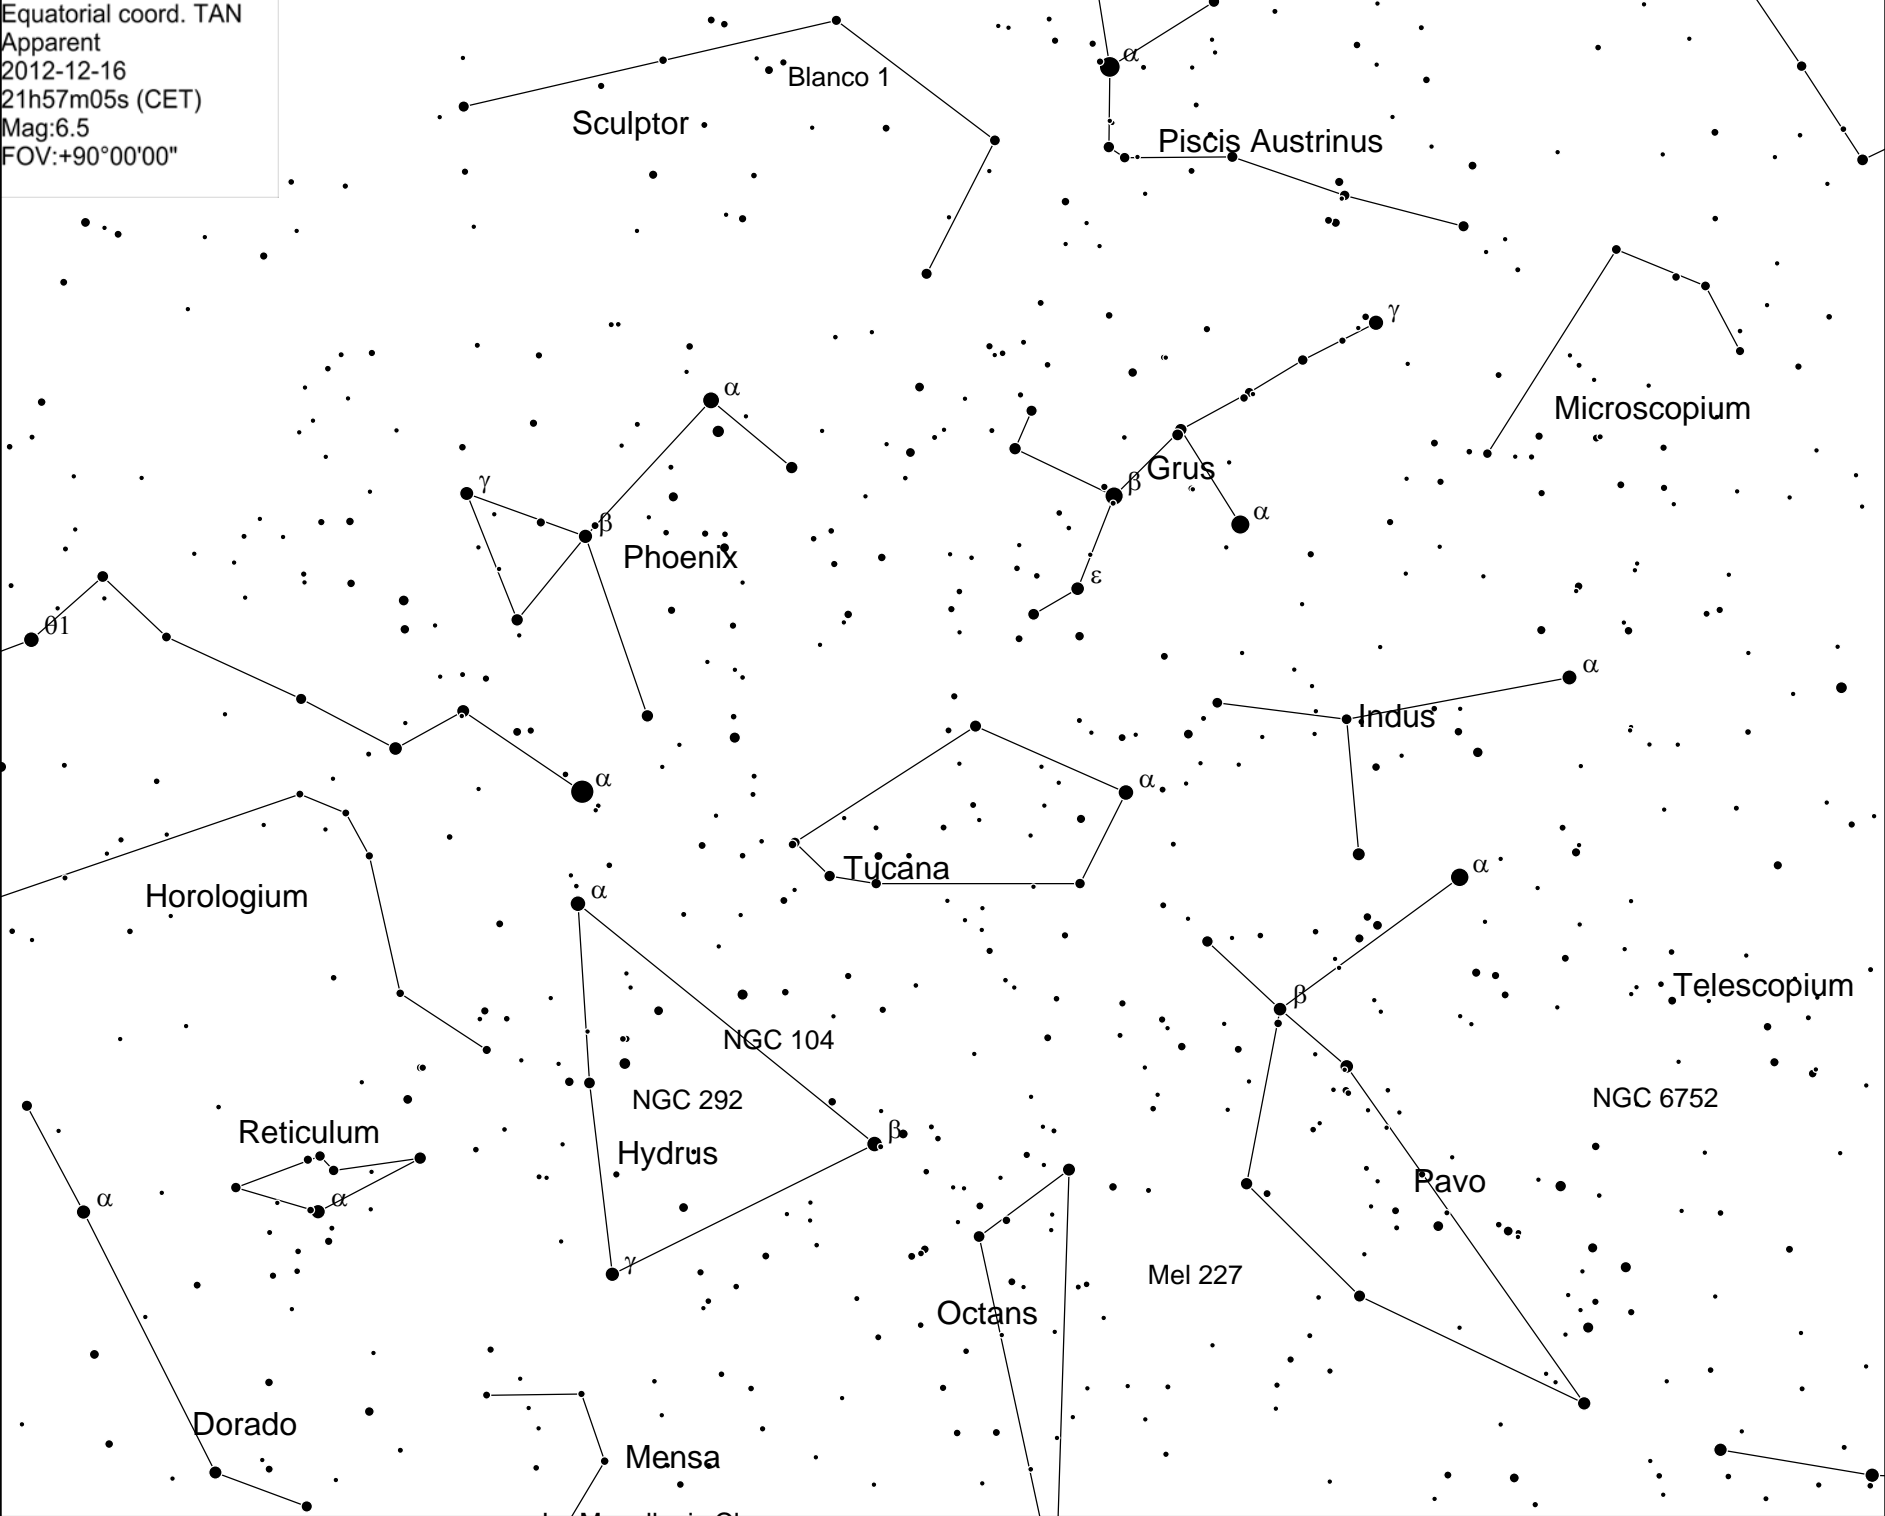 Equatorial coord. TAN
Apparent
2012-12-16
21h57m05s (CET)
Mag:6.5
FOV:+90°00'00"
α
Blanco 1
Sculptor
Piscis Austrinus
γ
α
Microscopium
γ
β
Grus
α
β
Phoenix
ε
θ1
α
Indus
α
α
Tucana
α
Horologium
α
β
Telescopium
NGC 104
NGC 292
NGC 6752
Reticulum
β
Hydrus
Pavo
α
α
γ
Mel 227
Octans
Dorado
Mensa